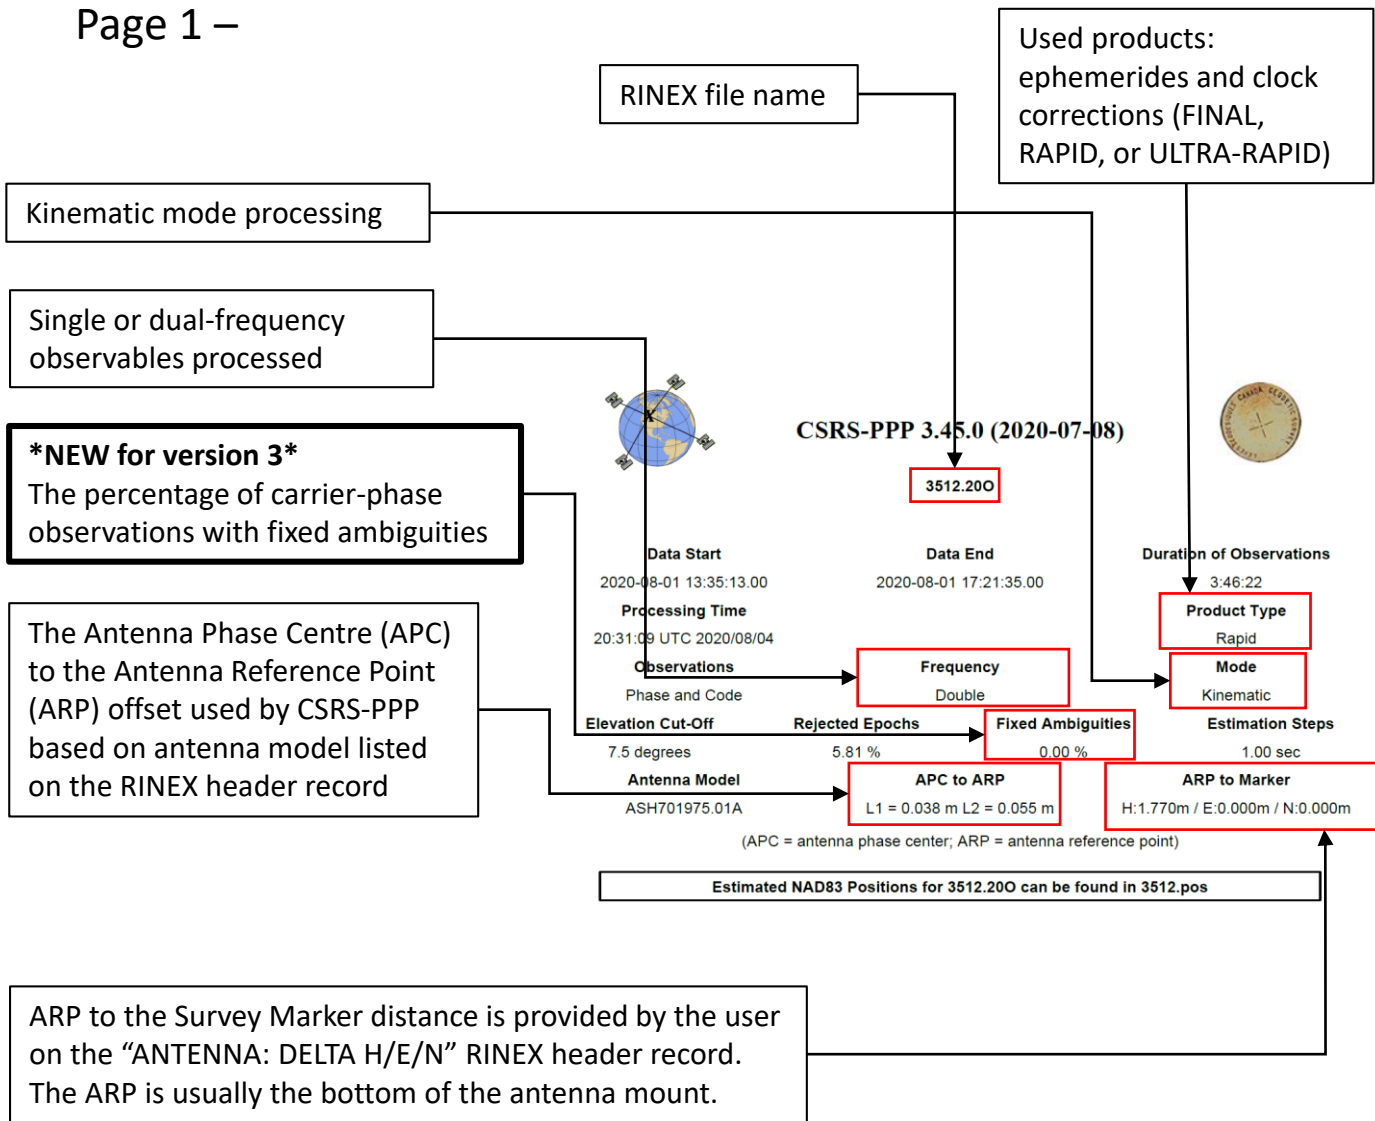 Page 1 –
RINEX file name
Used products:
ephemerides and clock
corrections (FINAL,
RAPID, or ULTRA-RAPID)
Kinematic mode processing
Single or dual-frequency
observables processed
*NEW for version 3*
The percentage of carrier-phase
observations with fixed ambiguities
The Antenna Phase Centre (APC)
to the Antenna Reference Point
(ARP) offset used by CSRS-PPP
based on antenna model listed
on the RINEX header record
X
CANADA GEODETIC SURVEY
CSRS-PPP 3.45.0 (2020-07-08)
3512.20O
Data Start Data End Duration of Observations
2020-08-01 13:35:13.00 2020-08-01 17:21:35.00 3:46:22
Processing Time Product Type
20:31:09 UTC 2020/08/04 Rapid
Observations Frequency Mode
Phase and Code Double Kinematic
Elevation Cut-Off Rejected Epochs Fixed Ambiguities Estimation Steps
7.5 degrees 5.81 % 0.00 % 1.00 sec
Antenna Model APC to ARP ARP to Marker
ASH701975.01A L1 = 0.038 m L2 = 0.055 m H:1.770m / E:0.000m / N:0.000m
(APC = antenna phase center; ARP = antenna reference point)
Estimated NAD83 Positions for 3512.20O can be found in 3512.pos
ARP to the Survey Marker distance is provided by the user
on the “ANTENNA: DELTA H/E/N” RINEX header record.
The ARP is usually the bottom of the antenna mount.